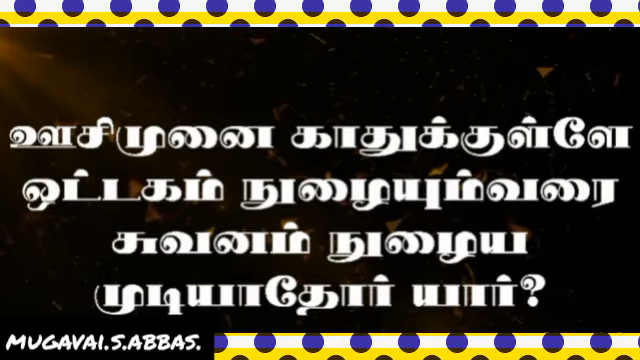 ஊசிமுனை காதுக்குள்ளே
ஒட்டகம் நுழையும்வரை
சுவனம் நுழைய
முடியாதோர் யார்?
MUGAVAI.S.ABBAS.